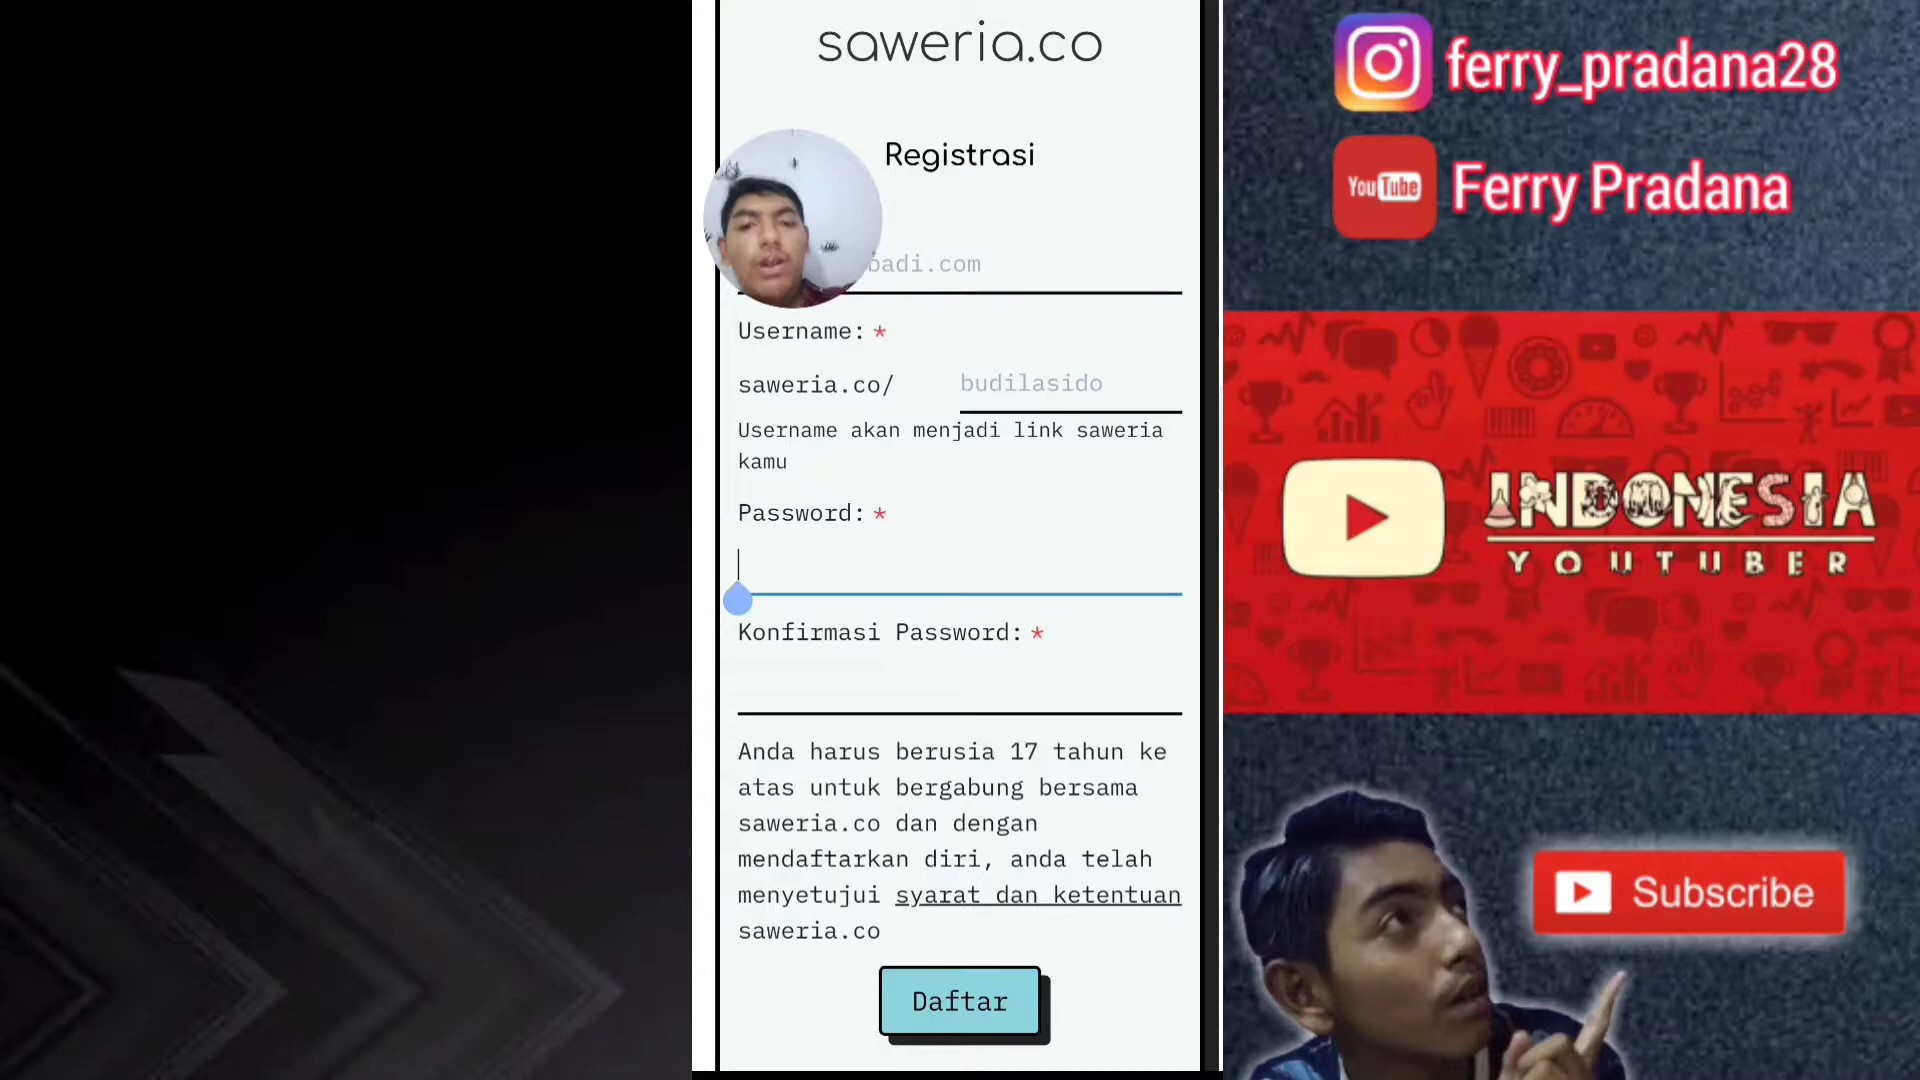 saweria.co
Registrasi
badi.com
Username: *
saweria.co/ budilasido
Username akan menjadi link saweria
kamu
Password: *
Konfirmasi Password: *
Anda harus berusia 17 tahun ke
atas untuk bergabung bersama
saweria.co dan dengan
mendaftarkan diri, anda telah
menyetujui syarat dan ketentuan
saweria.co
Daftar
ferry_pradana28
YouTube
Ferry Pradana
INDONESIA
YOUTUBER
Subscribe